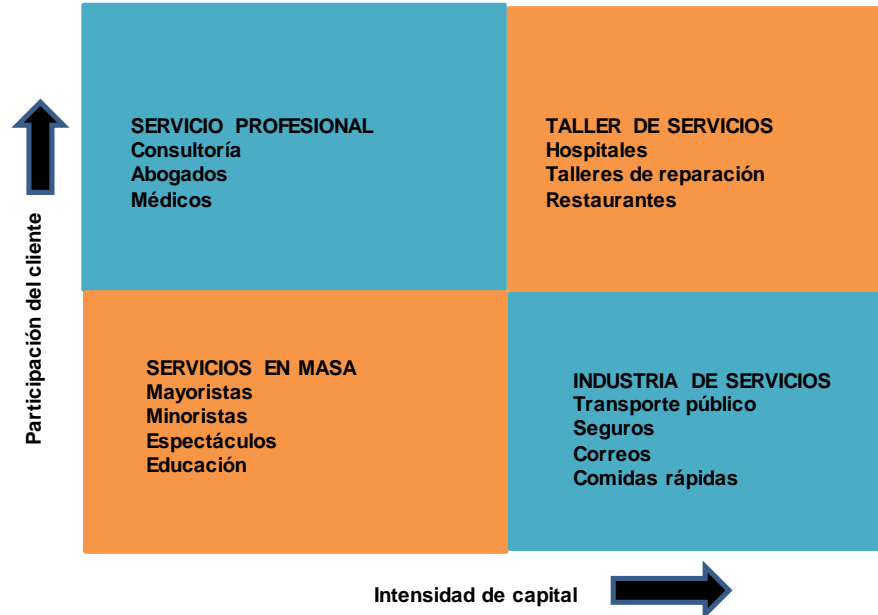 SERVICIO PROFESIONAL
Consultoría
Abogados
Médicos
TALLER DE SERVICIOS
Hospitales
Talleres de reparación
Restaurantes
Participación del cliente
SERVICIOS EN MASA
Mayoristas
Minoristas
Espectáculos
Educación
INDUSTRIA DE SERVICIOS
Transporte público
Seguros
Correos
Comidas rápidas
Intensidad de capital